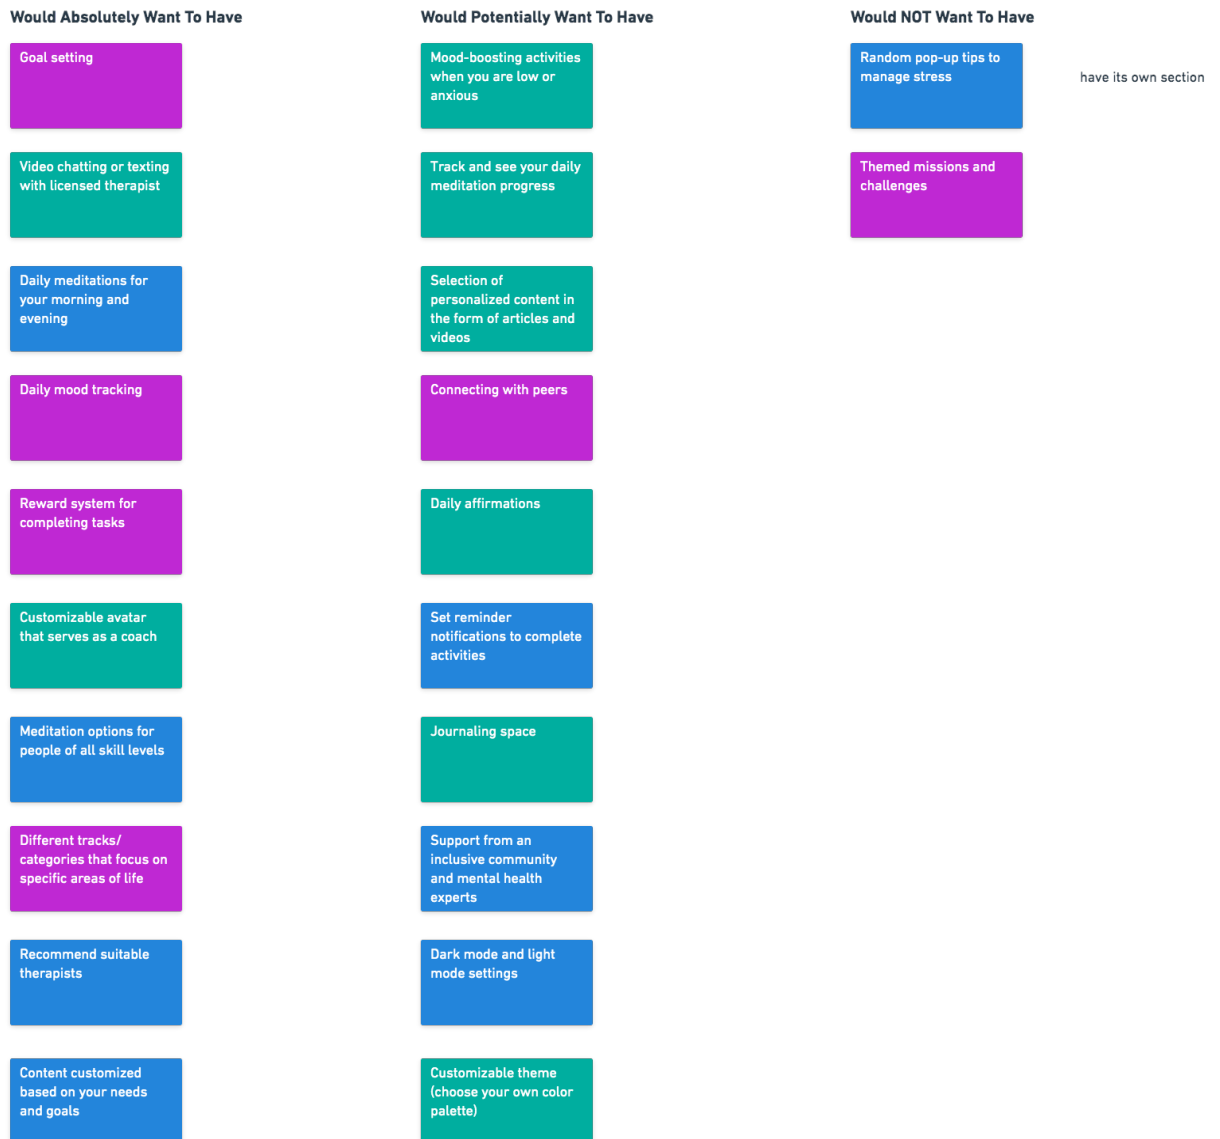 Would Absolutely Want To Have
Goal setting
Video chatting or texting
with licensed therapist
Daily meditations for
your morning and
evening
Daily mood tracking
Reward system for
completing tasks
Customizable avatar
that serves as a coach
Meditation options for
people of all skill levels
Different tracks/
categories that focus on
specific areas of life
Recommend suitable
therapists
Content customized
based on your needs
and goals
Would Potentially Want To Have
Mood-boosting activities
when you are low or
anxious
Track and see your daily
meditation progress
Selection of
personalized content in
the form of articles and
videos
Connecting with peers
Daily affirmations
Set reminder
notifications to complete
activities
Journaling space
Support from an
inclusive community
and mental health
experts
Dark mode and light
mode settings
Customizable theme
(choose your own color
palette)
Would NOT Want To Have
Random pop-up tips to
manage stress
have its own section
Themed missions and
challenges